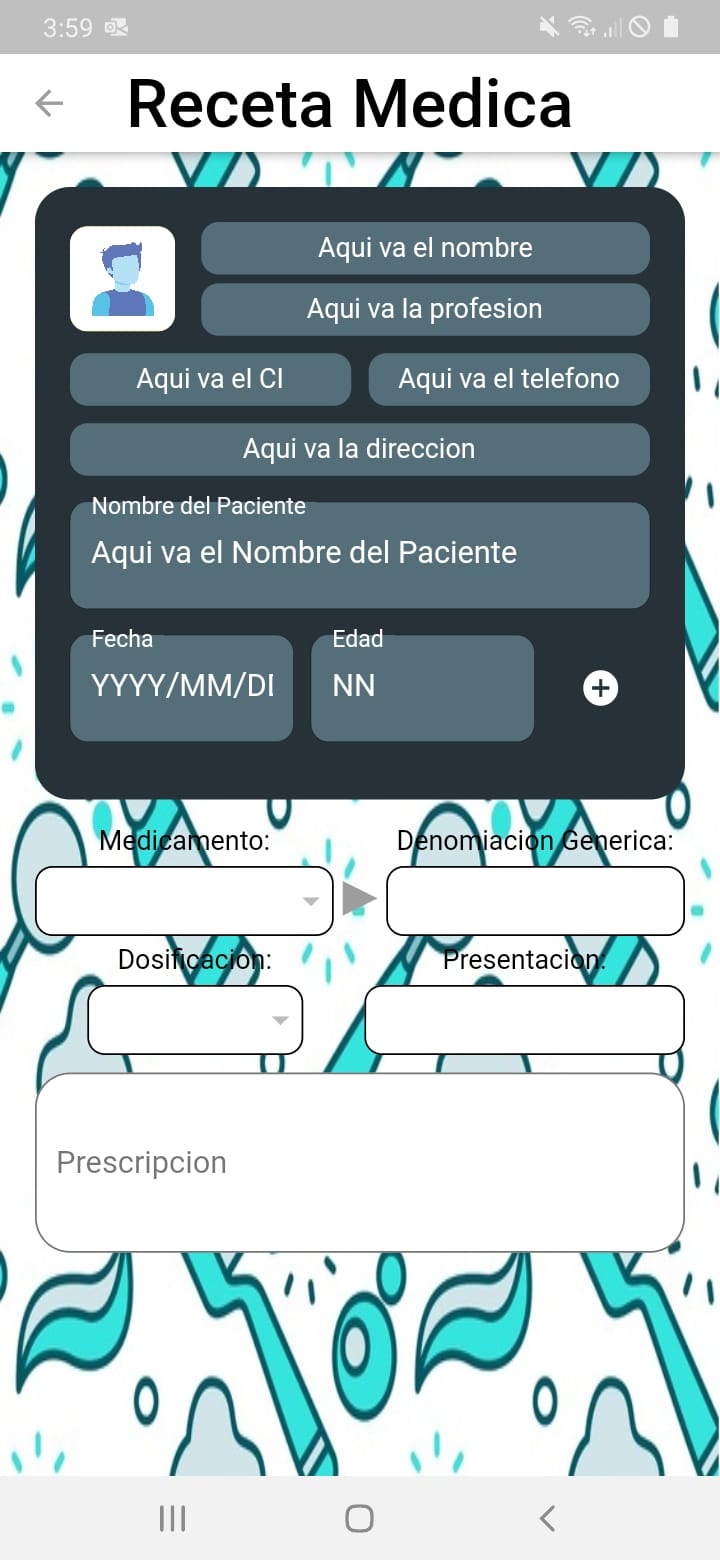 3:59
Receta Medica
Aqui va el nombre
Aqui va la profesion
Aqui va el CI
Aqui va el telefono
Aqui va la direccion
Nombre del Paciente
Aqui va el Nombre del Paciente
Fecha
Edad
YYYY/MM/DD
NN
Medicamento:
Denomiacion Generica:
Dosificacion:
Presentacion:
Prescripcion